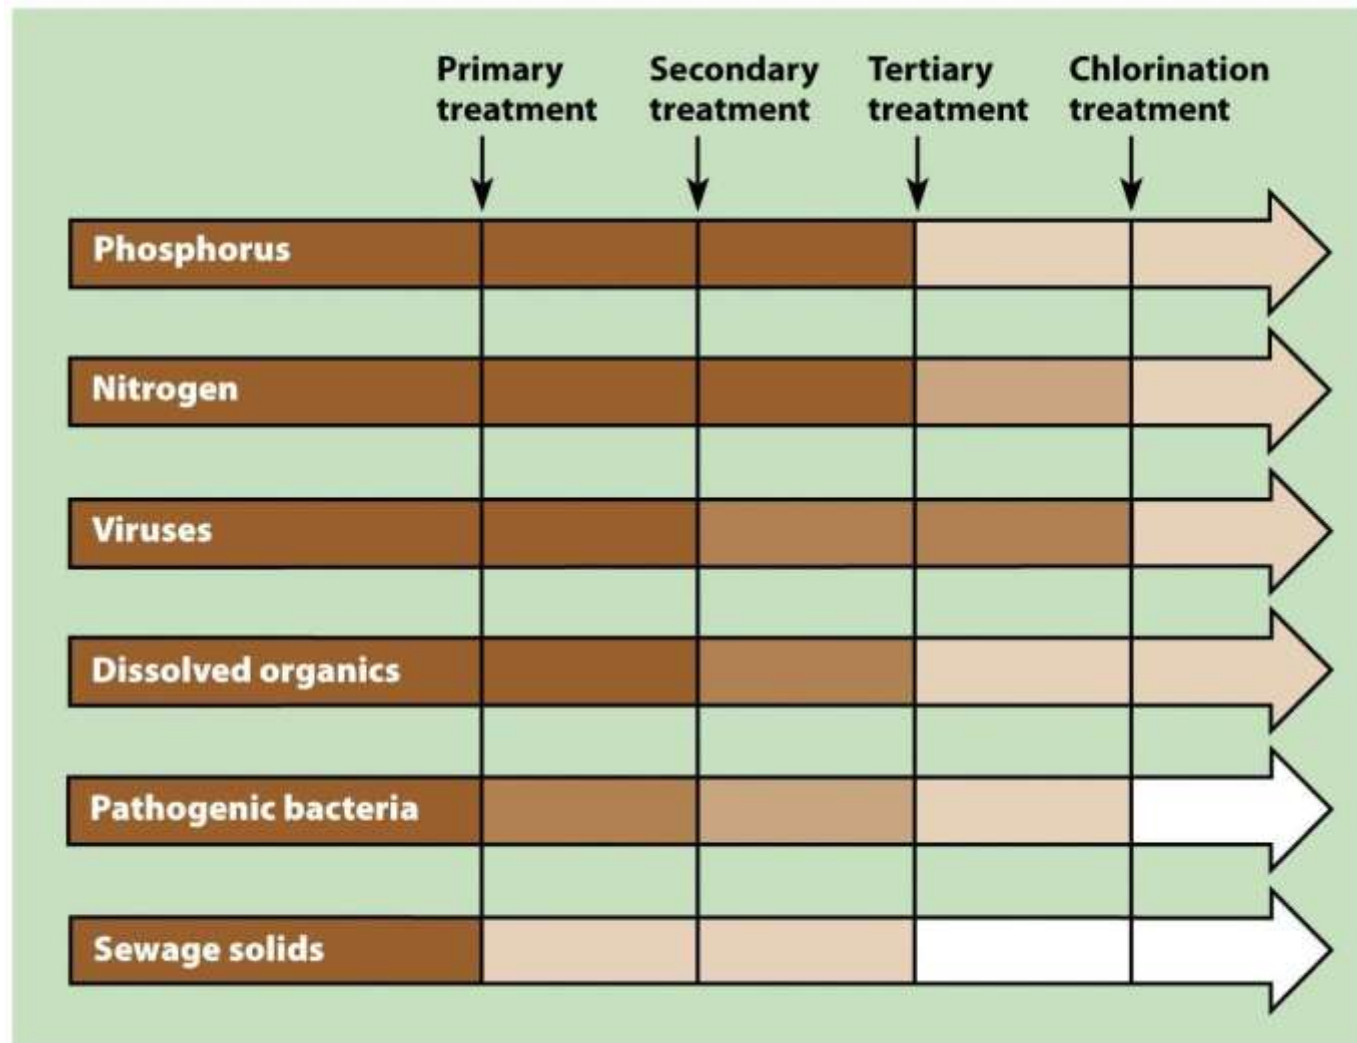 Primary
treatment
Secondary
treatment
Tertiary
treatment
Chlorination
treatment
Phosphorus
Nitrogen
Viruses
Dissolved organics
Pathogenic bacteria
Sewage solids